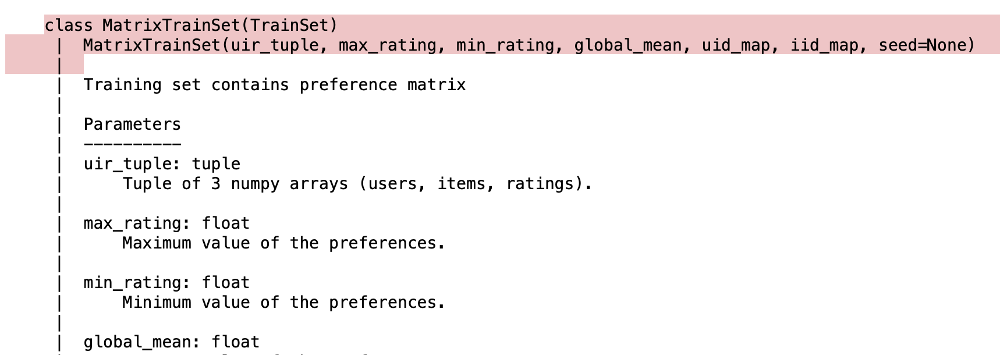 class MatrixTrainSet(TrainSet)
 |  MatrixTrainSet(uir_tuple, max_rating, min_rating, global_mean, uid_map, iid_map, seed=None)
 |
 |  Training set contains preference matrix
 |
 |  Parameters
 |  ----------
 |  uir_tuple: tuple
 |      Tuple of 3 numpy arrays (users, items, ratings).
 |
 |  max_rating: float
 |      Maximum value of the preferences.
 |
 |  min_rating: float
 |      Minimum value of the preferences.
 |
 |  global_mean: float